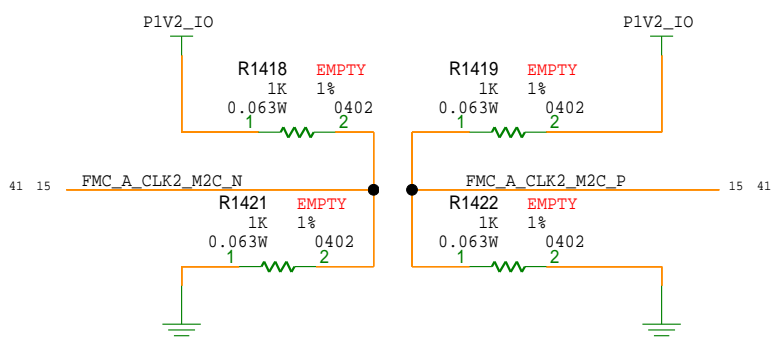 P1V2_IO P1V2_IO
R1418 EMPTY R1419 EMPTY
1K 1% 1K 1%
0.063W 0402 0.063W 0402
1 2 1 2
41 15 FMC_A_CLK2_M2C_N FMC_A_CLK2_M2C_P 15 41
R1421 EMPTY R1422 EMPTY
1K 1% 1K 1%
0.063W 0402 0.063W 0402
1 2 1 2